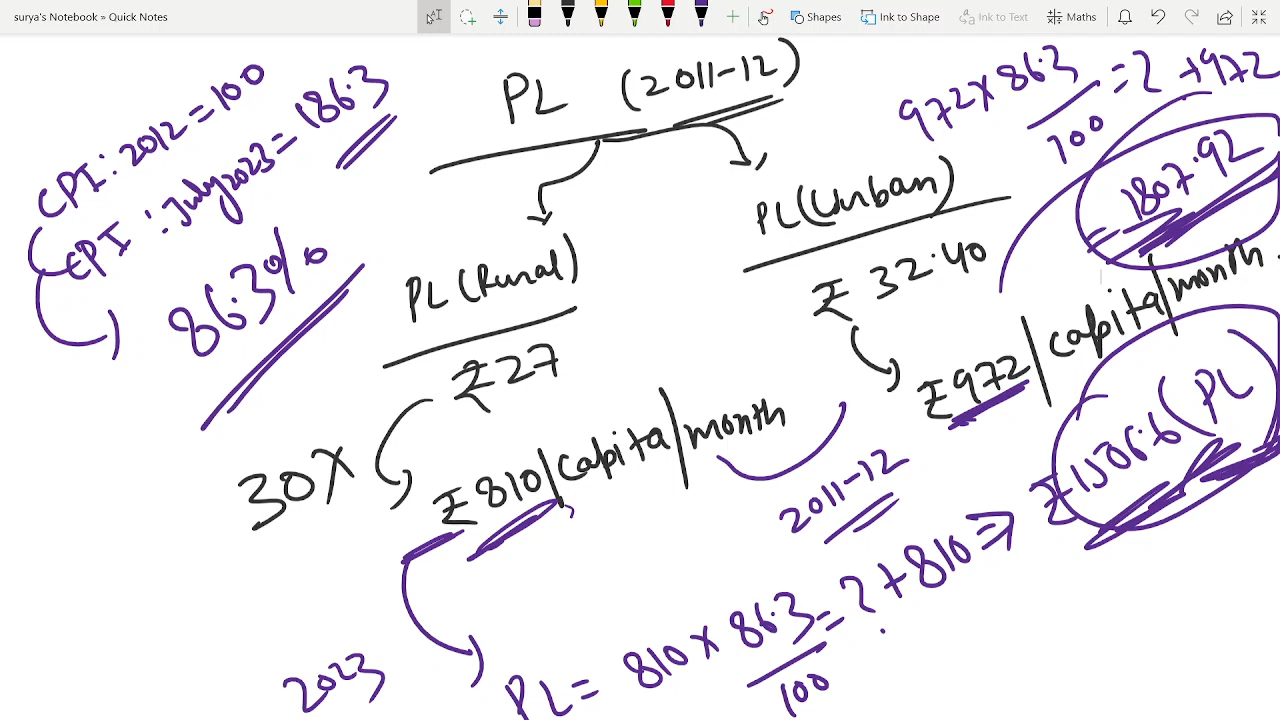 surya's Notebook » Quick Notes
Shapes
Ink to Shape
Ink to Text
Maths
PL (2011-12)
CPI: 2012 = 100
CPI: July 2023 = 186.3
86.3%
972 x 86.3 = ? + 972
100
1807.92
PL (Rural)
₹ 27
30 X
₹ 810 / capita / month
PL (Urban)
₹ 32.40
₹ 972 / capita / month
2011-12
2023
PL = 810 x 86.3 = ? + 810 ⇒ ₹ 1506.6 (PL
100